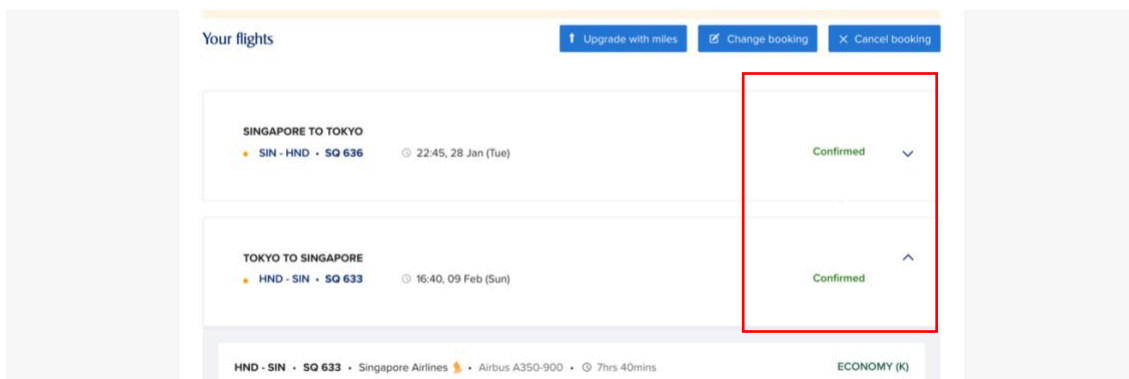 Your flights
Upgrade with miles
Change booking
Cancel booking
SINGAPORE TO TOKYO
SIN - HND • SQ 636 22:45, 28 Jan (Tue) Confirmed
TOKYO TO SINGAPORE
HND - SIN • SQ 633 16:40, 09 Feb (Sun) Confirmed
HND - SIN • SQ 633 • Singapore Airlines • Airbus A350-900 • 7hrs 40mins ECONOMY (K)